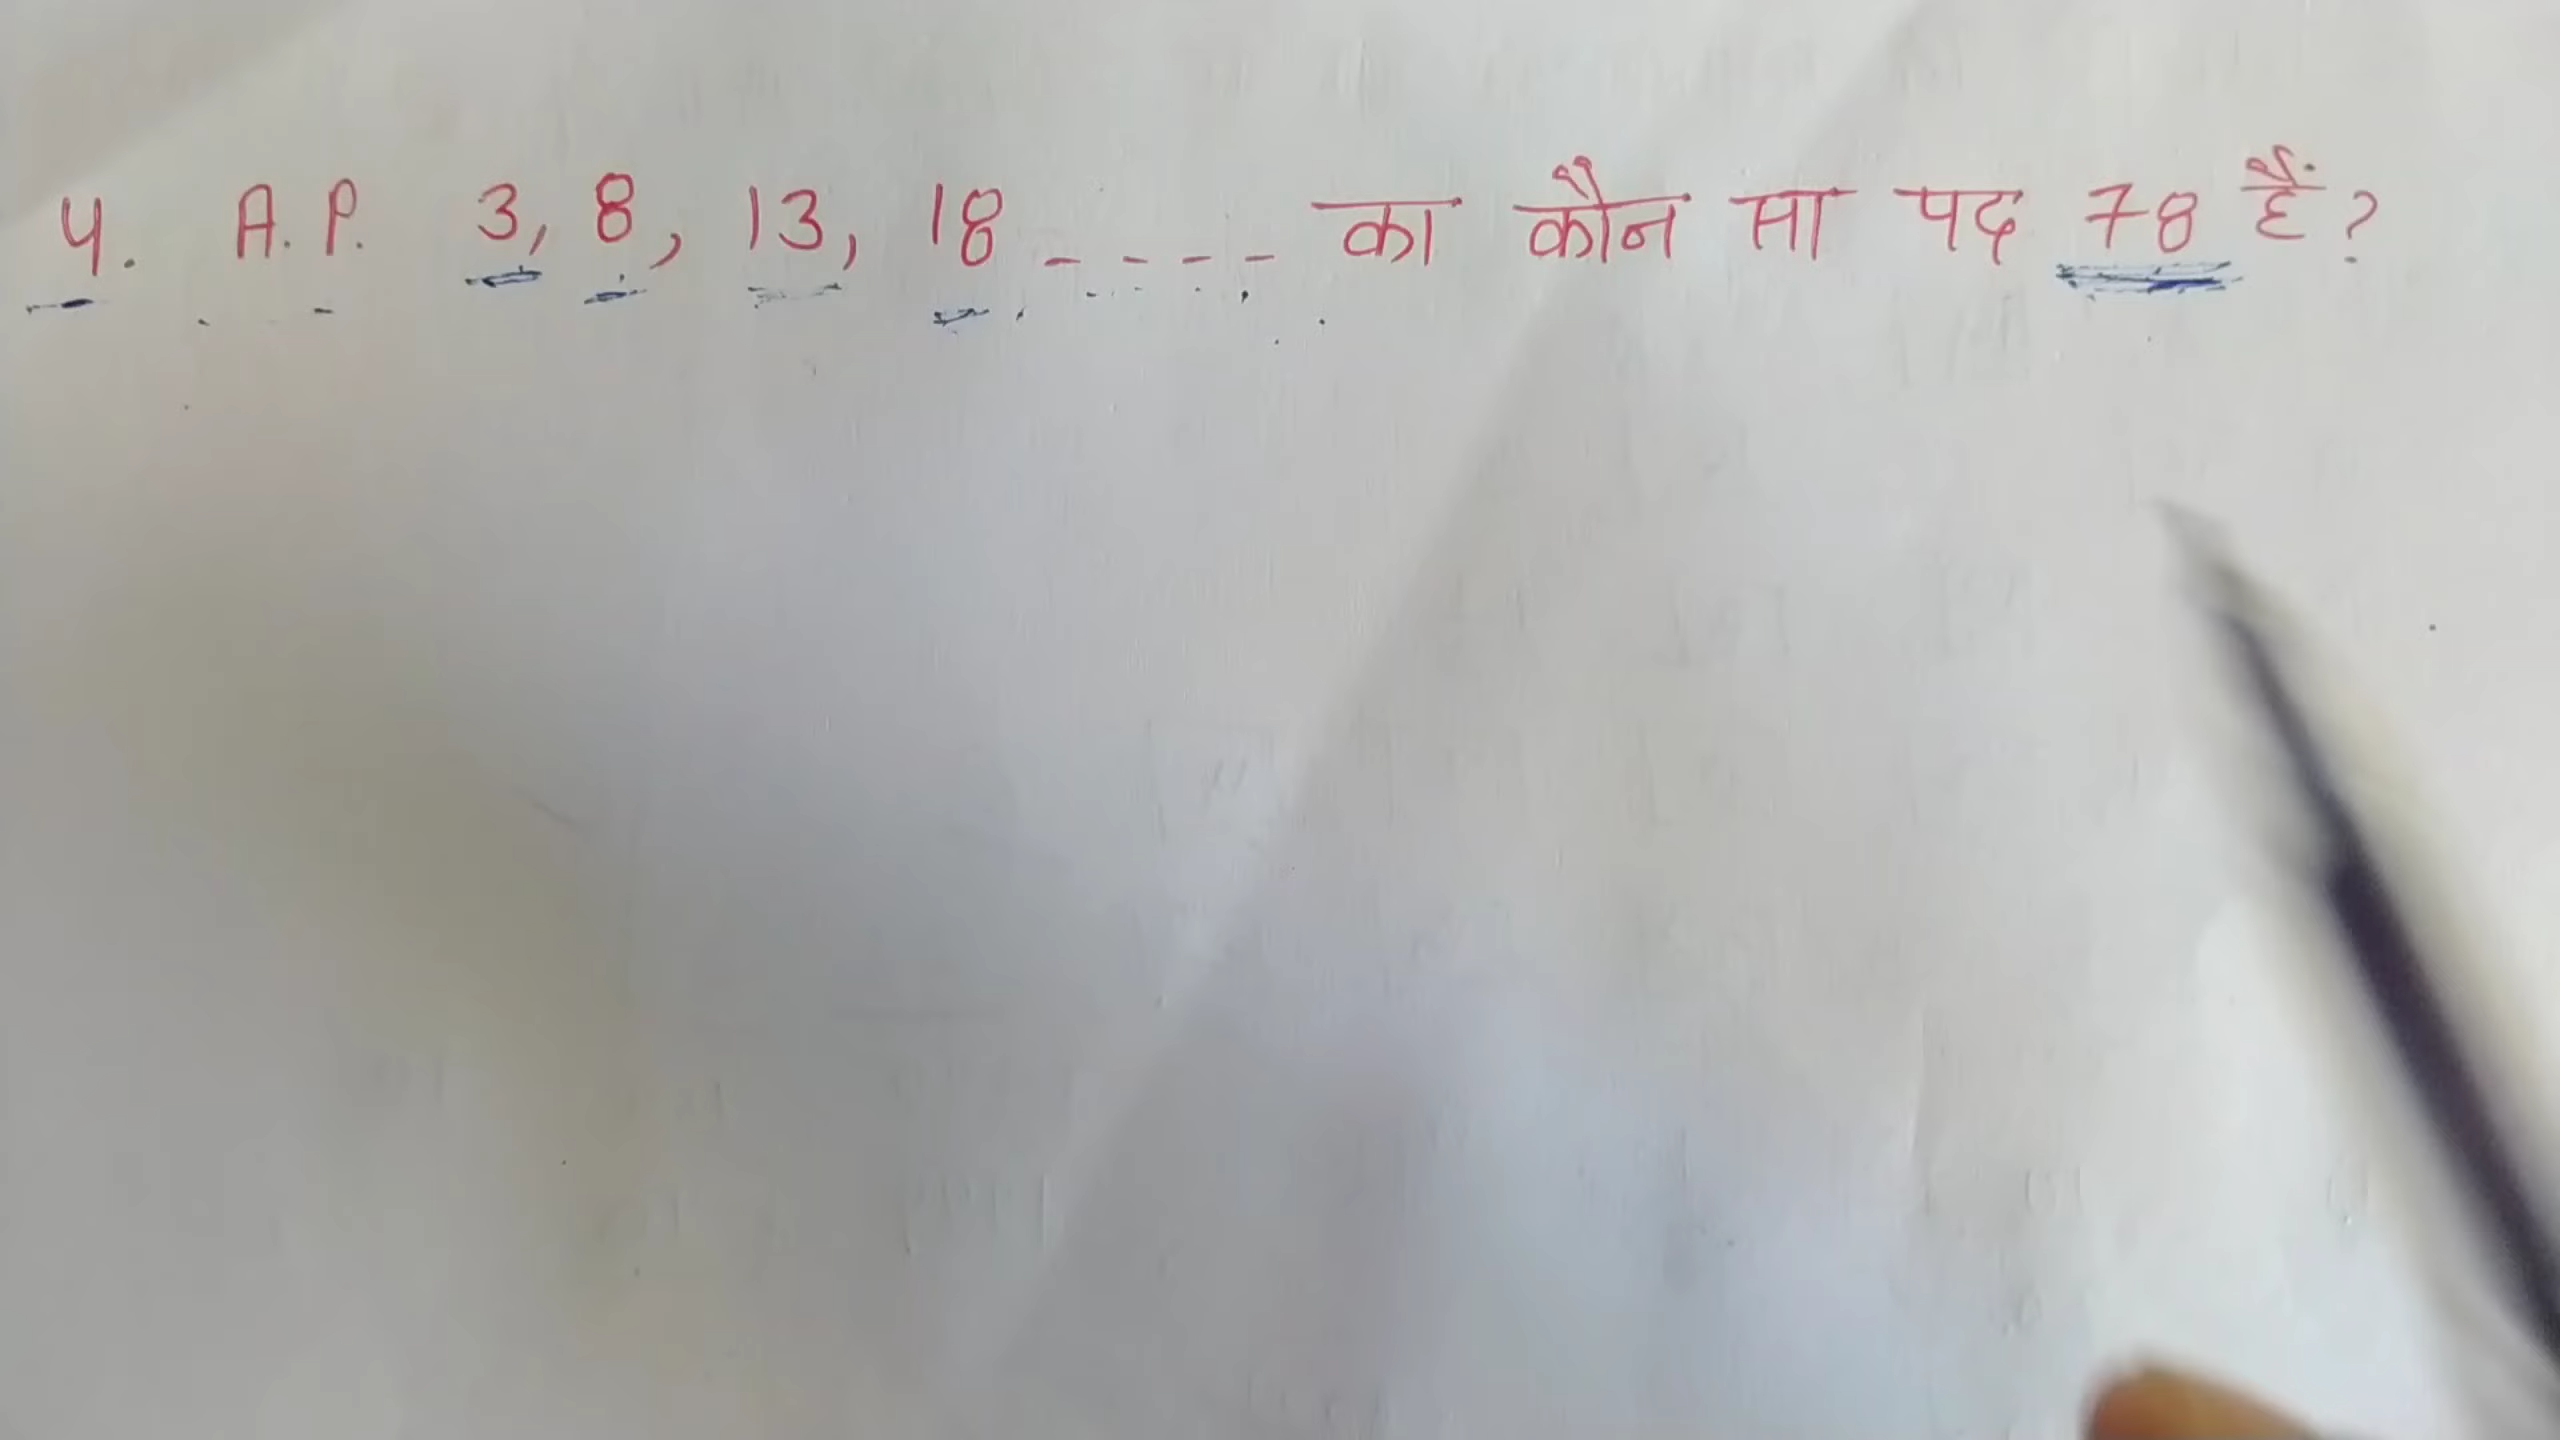 4. A.P. 3, 8, 13, 18 ---- का कौन सा पद 78 हैं?